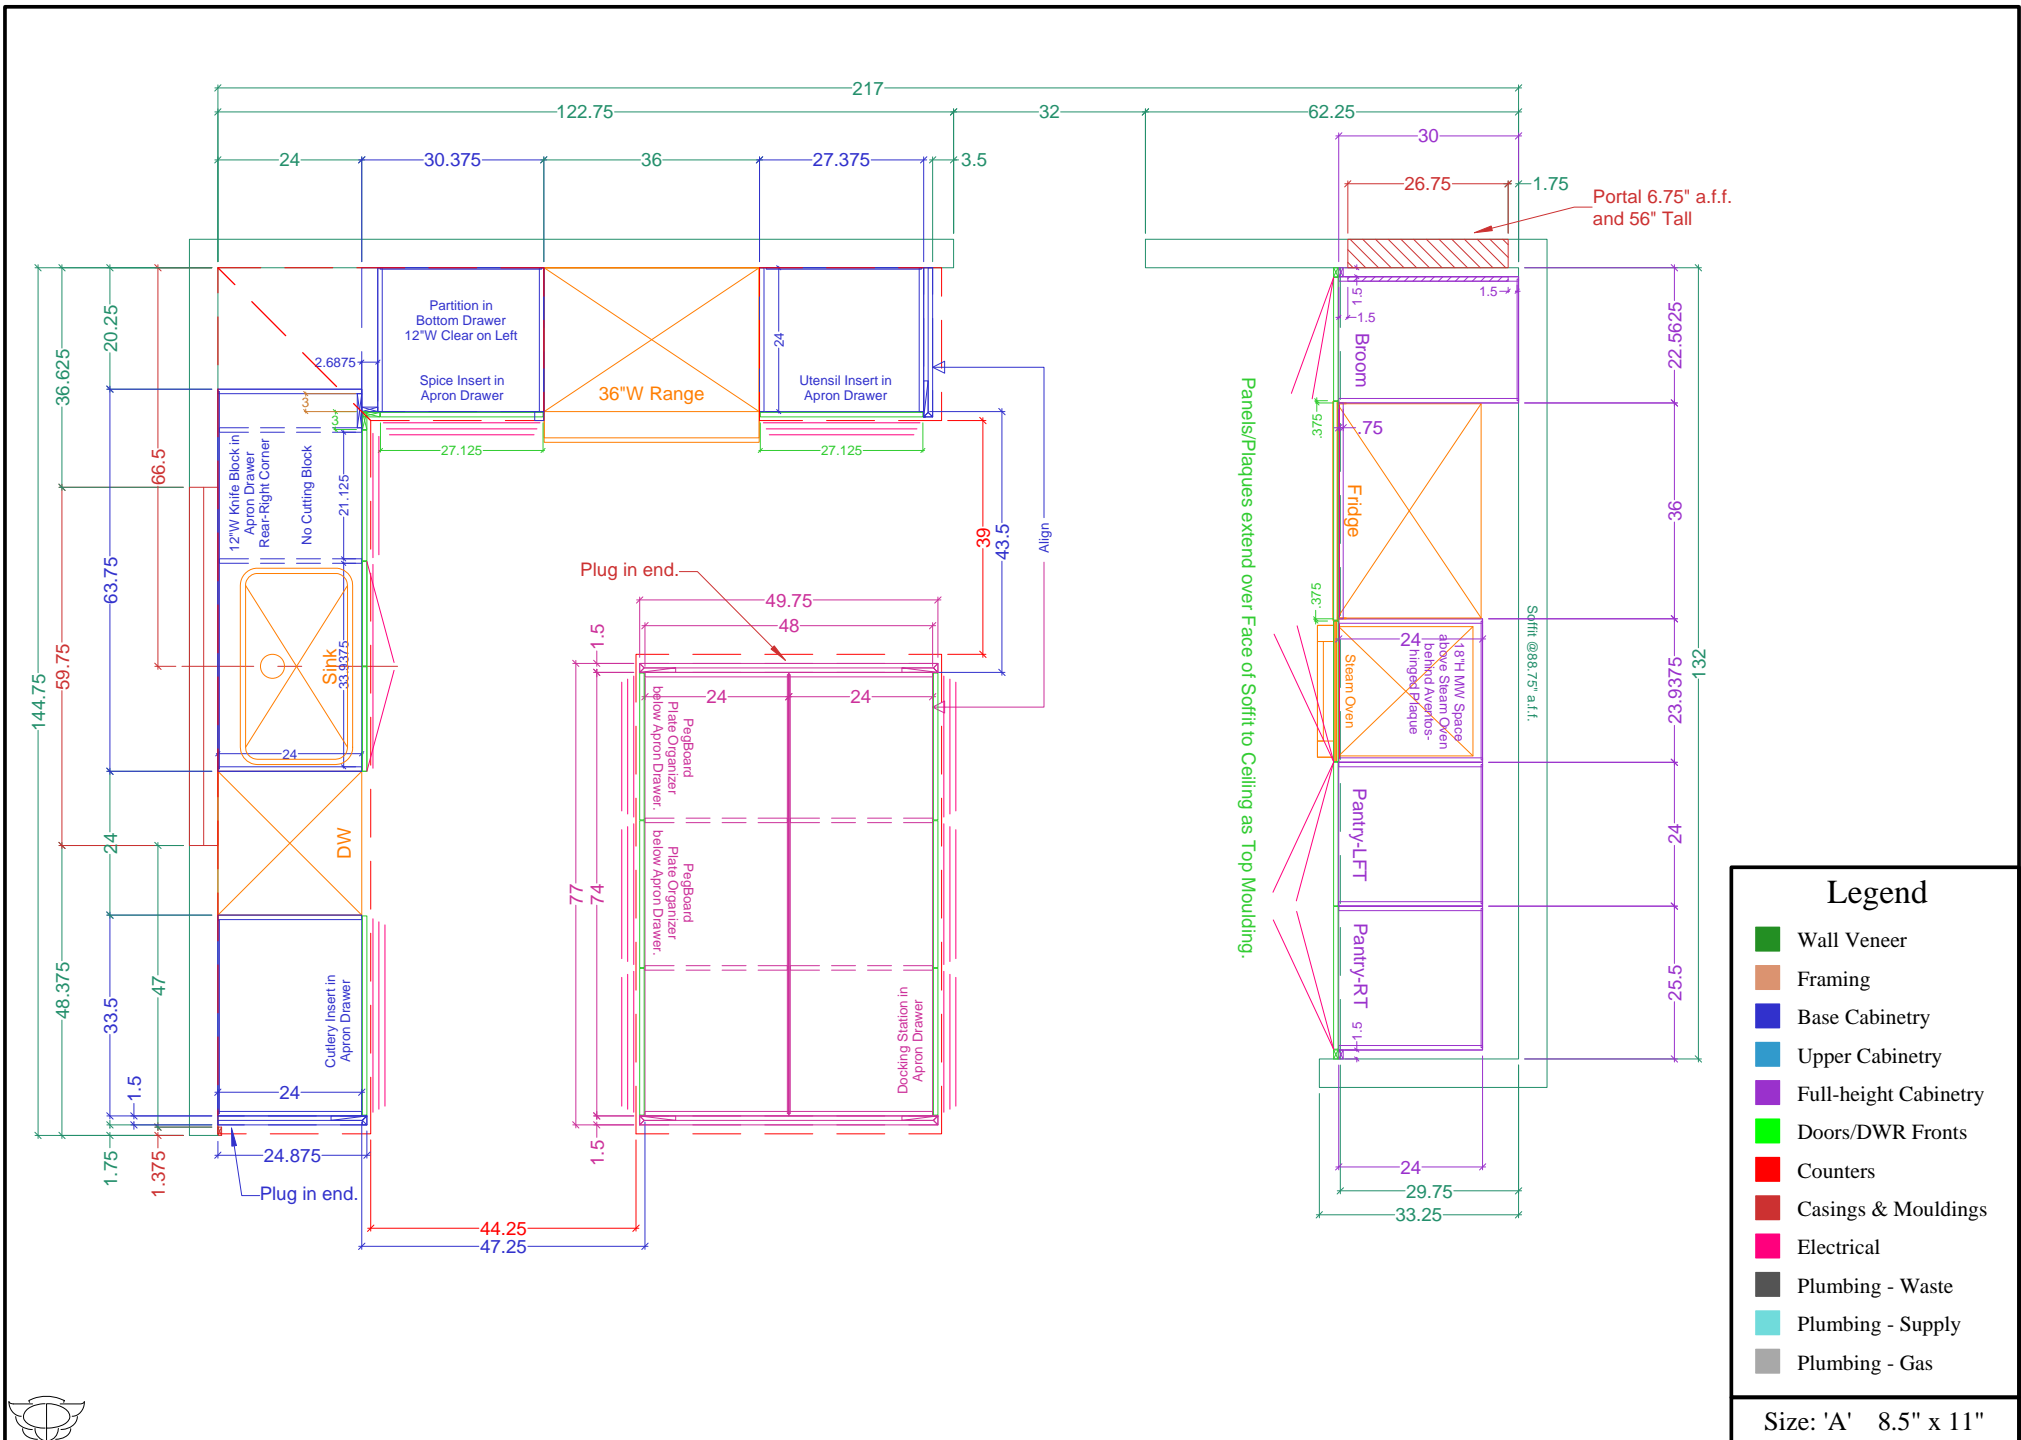 217
122.75
32
62.25
30
24
30.375
36
27.375
3.5
26.75
1.75
Portal 6.75" a.f.f.
and 56" Tall
Partition in
Bottom Drawer
12"W Clear on Left
Spice Insert in
Apron Drawer
2.6875
36"W Range
24
Utensil Insert in
Apron Drawer
27.125
27.125
3
3
144.75
36.625
59.75
48.375
20.25
63.75
24
33.5
1.75
66.5
47
1.375
1.5
12"W Knife Block in
Apron Drawer
Rear-Right Corner
No Cutting Block
21.125
33.9375
Sink
24
DW
Cutlery Insert in
Apron Drawer
24
24.875
Plug in end.
44.25
47.25
Plug in end.
49.75
48
1.5
24
24
77
74
1.5
PegBoard
Plate Organizer
below Apron Drawer.
PegBoard
Plate Organizer
below Apron Drawer.
Docking Station in
Apron Drawer
39
43.5
Align
Panels/Plaques extend over Face of Soffit to Ceiling as Top Moulding.
1.5
1.5
1.5
Broom
.375
.75
Fridge
.375
Steam Oven
24
18"H MW Space
above Steam Oven
behind Aventos-
hinged Plaque
Soffit @88.75" a.f.f.
Pantry-LFT
Pantry-RT
1.5
22.5625
36
23.9375
24
25.5
132
24
29.75
33.25
Legend
Wall Veneer
Framing
Base Cabinetry
Upper Cabinetry
Full-height Cabinetry
Doors/DWR Fronts
Counters
Casings & Mouldings
Electrical
Plumbing - Waste
Plumbing - Supply
Plumbing - Gas
Size: 'A' 8.5" x 11"